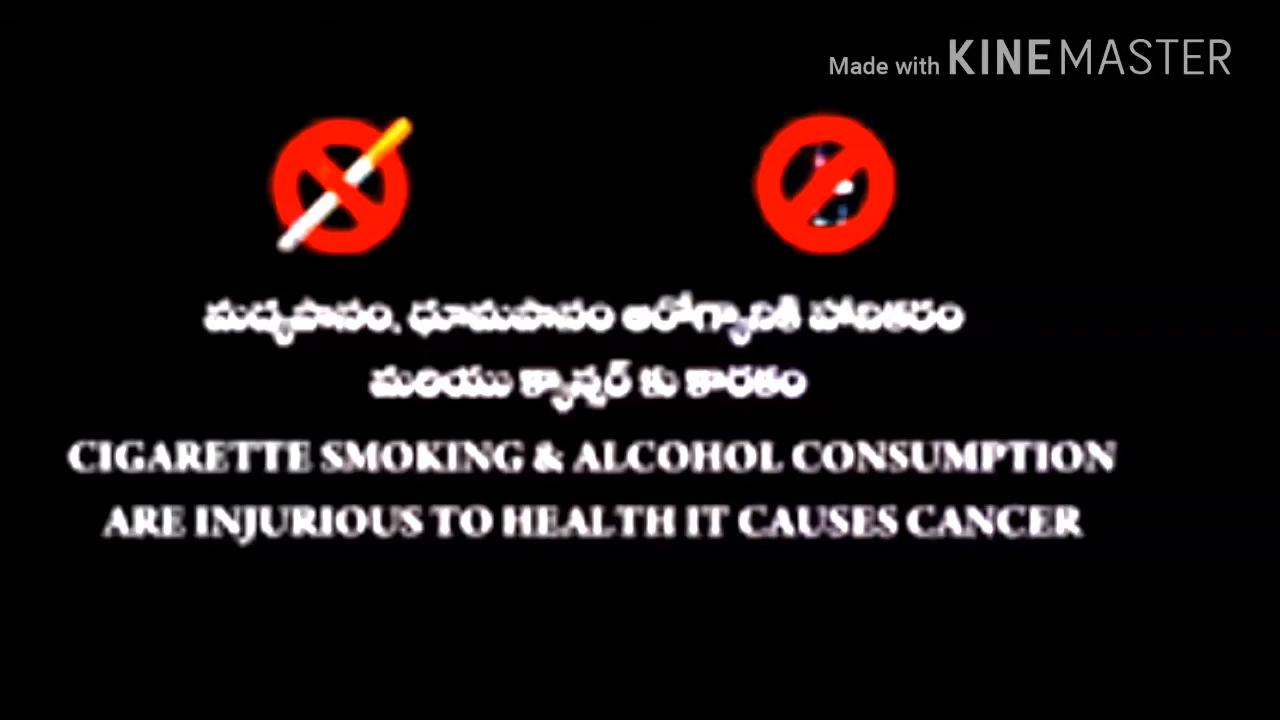 Made with KINEMASTER
మద్యపానం, ధూమపానం ఆరోగ్యానికి హానికరం
మరియు క్యాన్సర్ కు కారకం
CIGARETTE SMOKING & ALCOHOL CONSUMPTION
ARE INJURIOUS TO HEALTH IT CAUSES CANCER